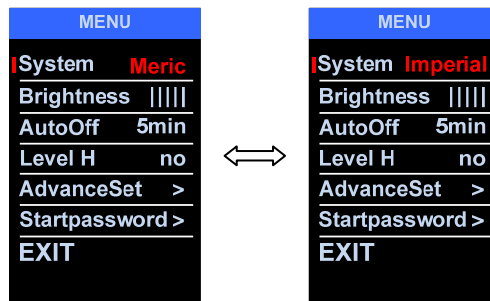 MENU
System Meric
Brightness |||||
AutoOff 5min
Level H no
AdvanceSet >
Startpassword >
EXIT
MENU
System Imperial
Brightness |||||
AutoOff 5min
Level H no
AdvanceSet >
Startpassword >
EXIT